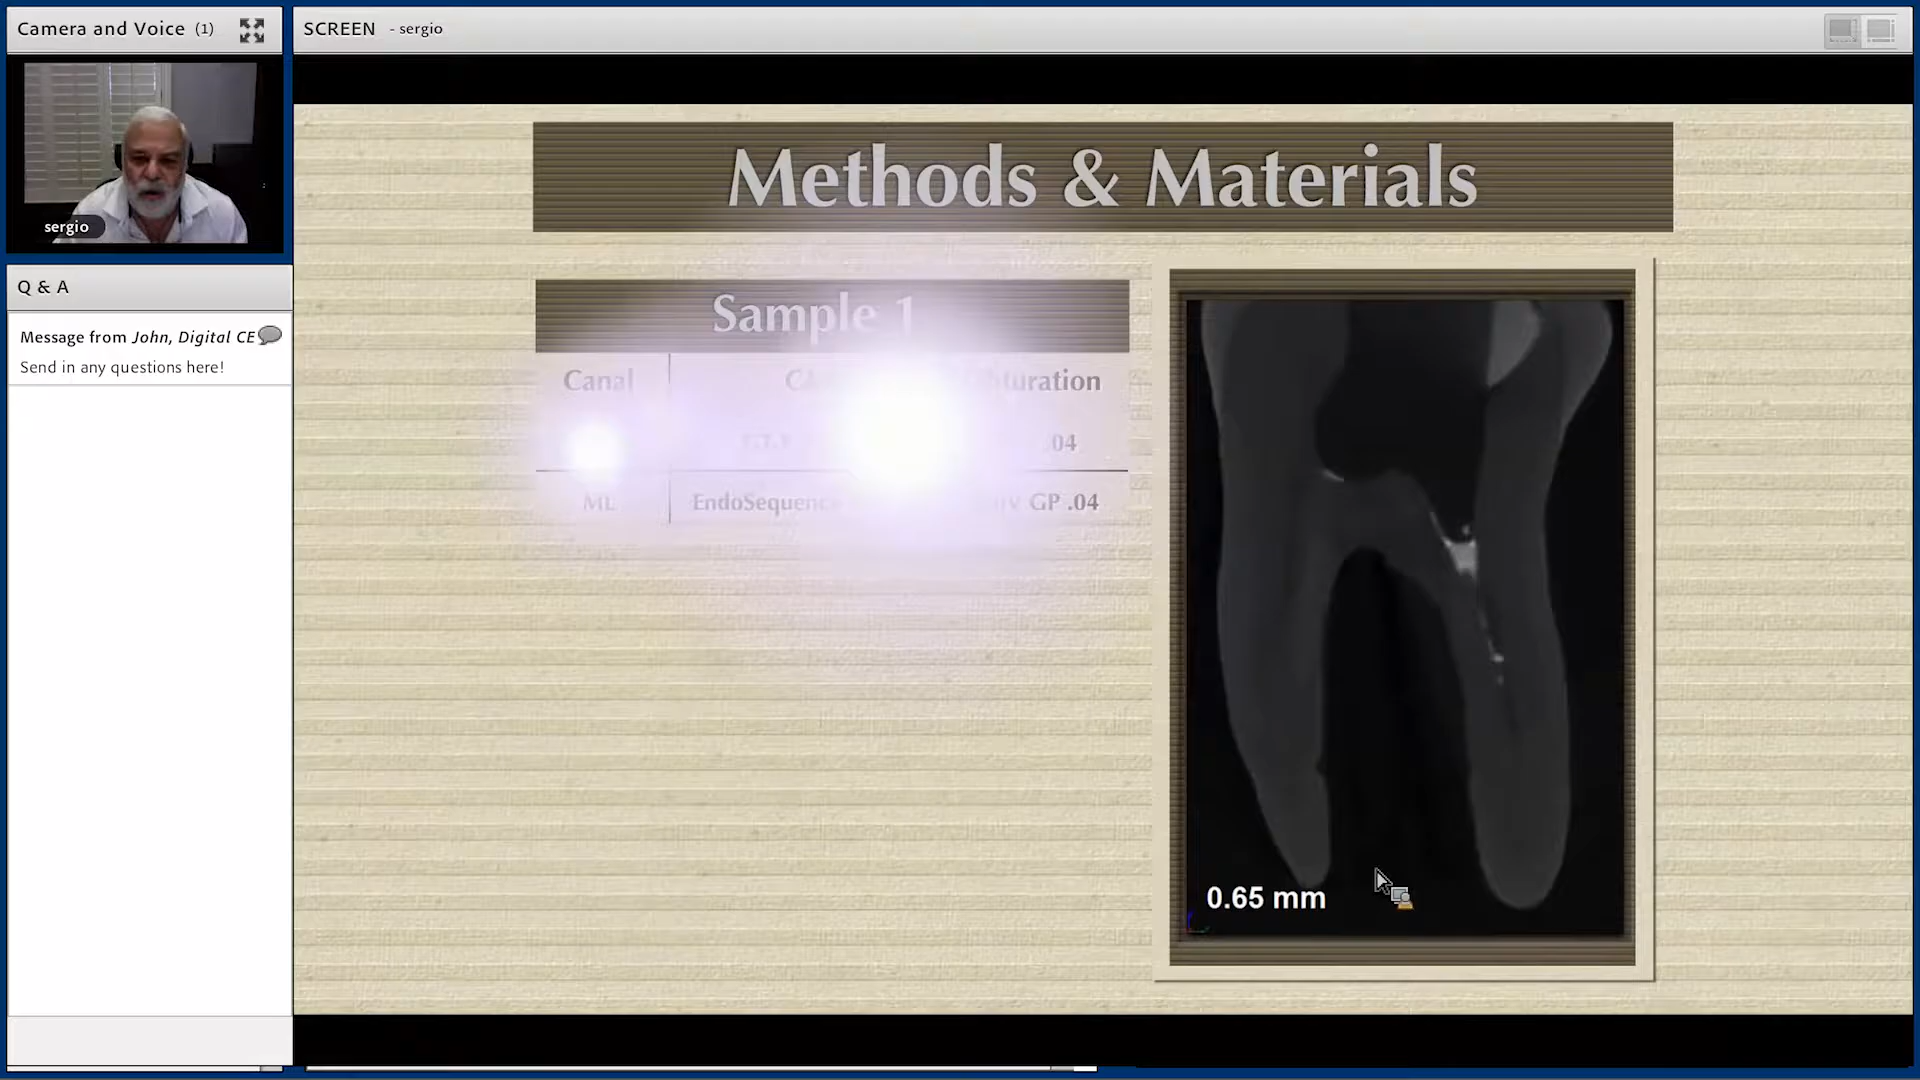 Camera and Voice (1)
SCREEN - sergio
sergio
Q & A
Message from John, Digital CE
Send in any questions here!
Methods & Materials
Sample 1
Canal
.04
ML EndoSequence GP .04
0.65 mm